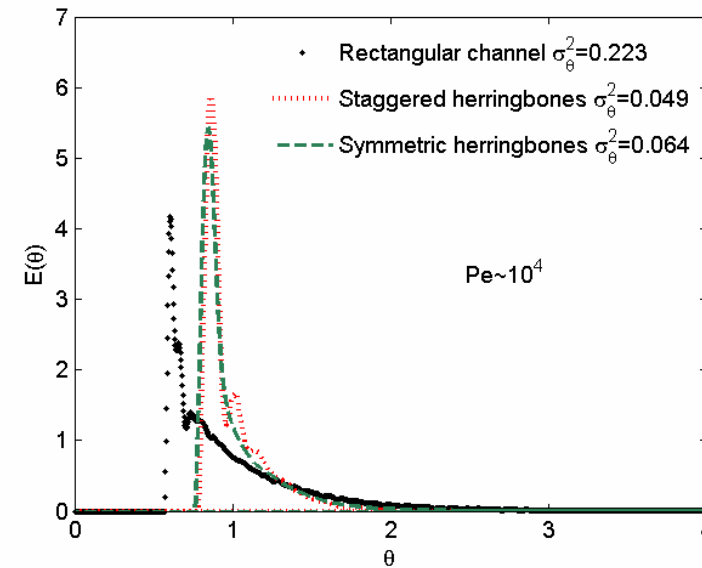 7
6
5
4
3
2
1
0
E(θ)
Rectangular channel σ²θ=0.223
Staggered herringbones σ²θ=0.049
Symmetric herringbones σ²θ=0.064
Pe~10⁴
0 1 2 3
θ